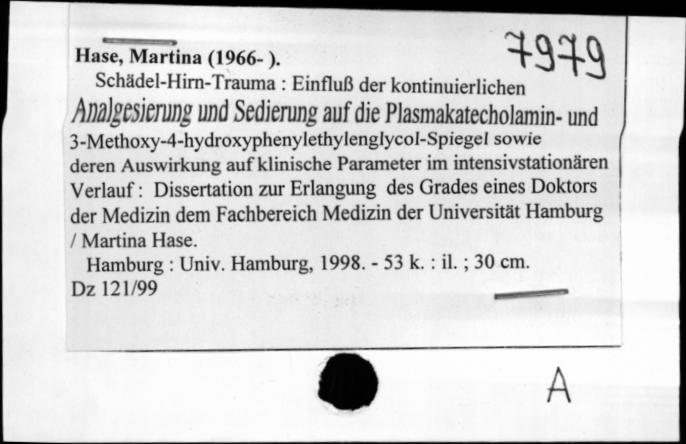 7979
Hase, Martina (1966- ).
Schädel-Hirn-Trauma : Einfluß der kontinuierlichen
Analgesierung und Sedierung auf die Plasmakatecholamin- und
3-Methoxy-4-hydroxyphenylethylenglycol-Spiegel sowie
deren Auswirkung auf klinische Parameter im intensivstationären
Verlauf : Dissertation zur Erlangung des Grades eines Doktors
der Medizin dem Fachbereich Medizin der Universität Hamburg
/ Martina Hase.
Hamburg : Univ. Hamburg, 1998. - 53 k. : il. ; 30 cm.
Dz 121/99
A